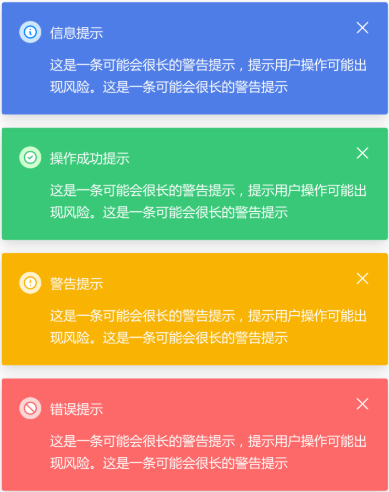 信息提示
这是一条可能会很长的警告提示，提示用户操作可能出
现风险。这是一条可能会很长的警告提示
操作成功提示
这是一条可能会很长的警告提示，提示用户操作可能出
现风险。这是一条可能会很长的警告提示
警告提示
这是一条可能会很长的警告提示，提示用户操作可能出
现风险。这是一条可能会很长的警告提示
错误提示
这是一条可能会很长的警告提示，提示用户操作可能出
现风险。这是一条可能会很长的警告提示